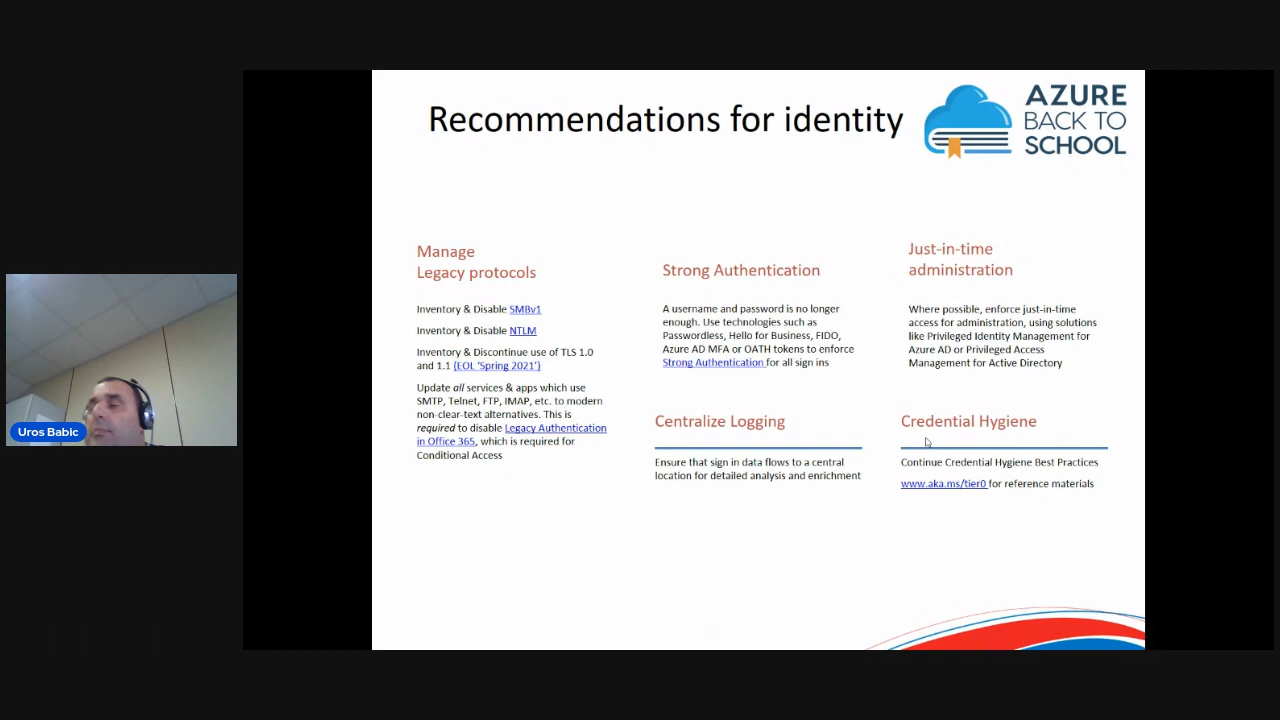 Recommendations for identity
AZURE
BACK TO
SCHOOL
Manage
Legacy protocols
Inventory & Disable SMBv1
Inventory & Disable NTLM
Inventory & Discontinue use of TLS 1.0
and 1.1 (EOL ‘Spring 2021’)
Update all services & apps which use
SMTP, Telnet, FTP, IMAP, etc. to modern
non-clear-text alternatives. This is
required to disable Legacy Authentication
in Office 365, which is required for
Conditional Access
Strong Authentication
A username and password is no longer
enough. Use technologies such as
Passwordless, Hello for Business, FIDO,
Azure AD MFA or OATH tokens to enforce
Strong Authentication for all sign ins
Just-in-time
administration
Where possible, enforce just-in-time
access for administration, using solutions
like Privileged Identity Management for
Azure AD or Privileged Access
Management for Active Directory
Centralize Logging
Ensure that sign in data flows to a central
location for detailed analysis and enrichment
Credential Hygiene
Continue Credential Hygiene Best Practices
www.aka.ms/tier0 for reference materials
Uros Babic